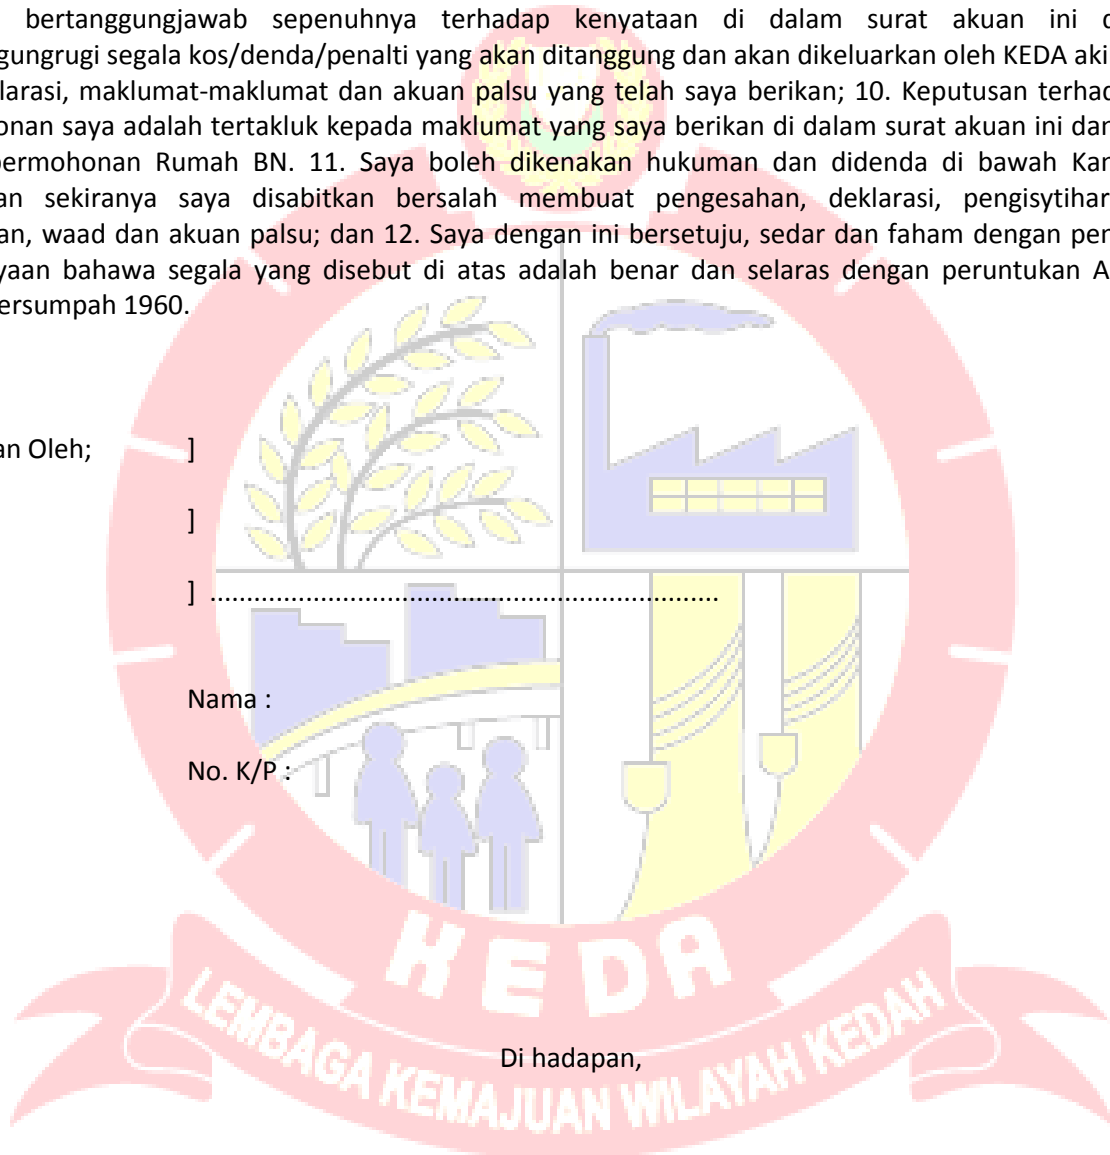 bertanggungjawab sepenuhnya terhadap kenyataan di dalam surat akuan ini d
gungrugi segala kos/denda/penalti yang akan ditanggung dan akan dikeluarkan oleh KEDA aki
larasi, maklumat-maklumat dan akuan palsu yang telah saya berikan; 10. Keputusan terhad
onan saya adalah tertakluk kepada maklumat yang saya berikan di dalam surat akuan ini dan
permohonan Rumah BN. 11. Saya boleh dikenakan hukuman dan didenda di bawah Kan
an sekiranya saya disabitkan bersalah membuat pengesahan, deklarasi, pengisytihar
an, waad dan akuan palsu; dan 12. Saya dengan ini bersetuju, sedar dan faham dengan pen
yaan bahawa segala yang disebut di atas adalah benar dan selaras dengan peruntukan A
ersumpah 1960.
an Oleh; ]
]
] ......................................................................
Nama :
No. K/P :
KEDA
Di hadapan,
LEMBAGA KEMAJUAN WILAYAH KEDAH